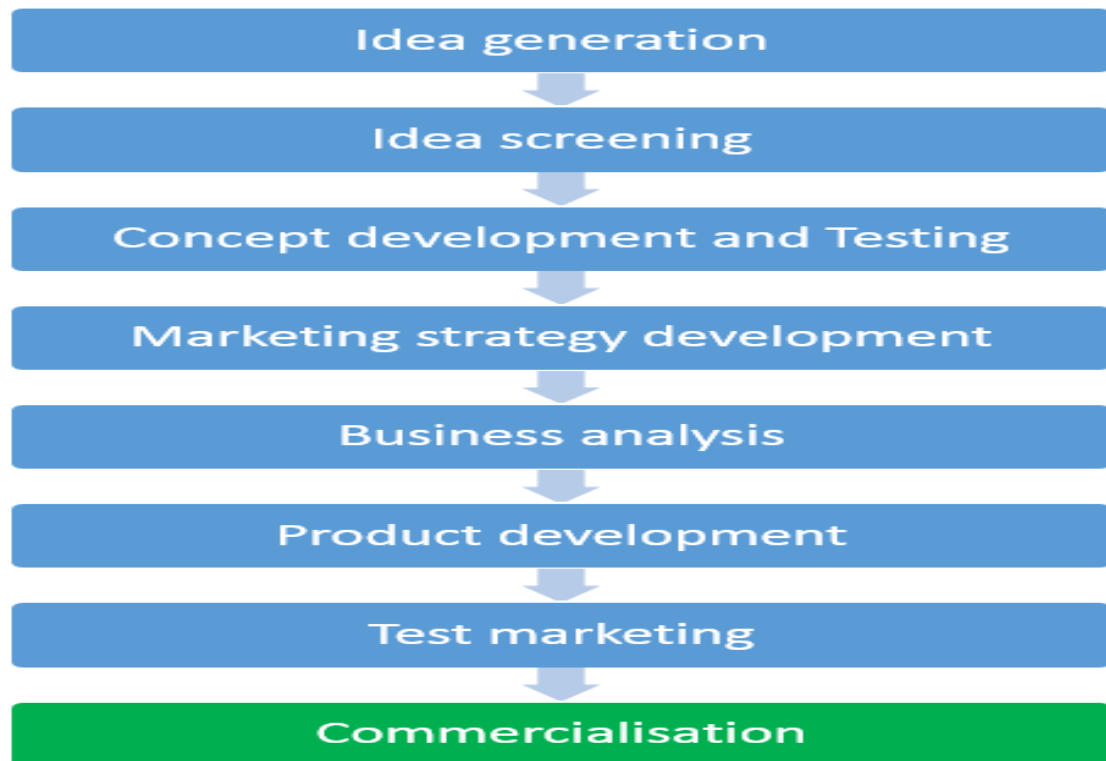 Idea generation
Idea screening
Concept development and Testing
Marketing strategy development
Business analysis
Product development
Test marketing
Commercialisation